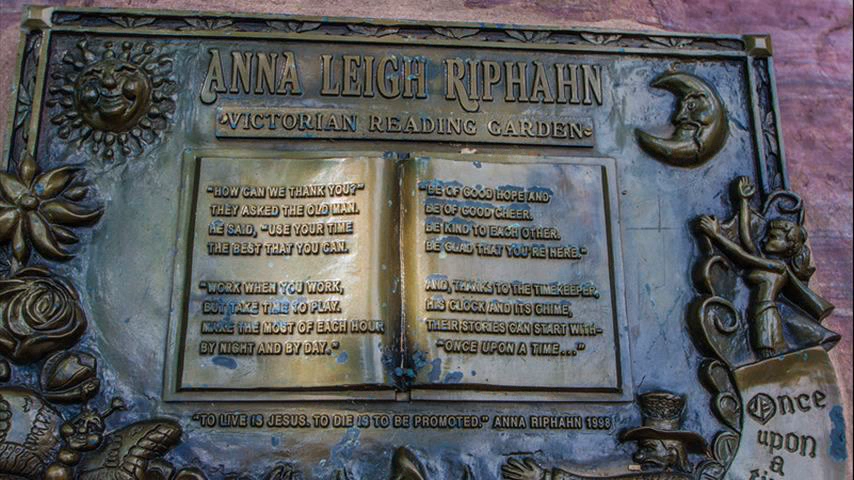 ANNA LEIGH RIPHAHN
VICTORIAN READING GARDEN
"HOW CAN WE THANK YOU?"
THEY ASKED THE OLD MAN.
HE SAID, "USE YOUR TIME
THE BEST THAT YOU CAN.
"WORK WHEN YOU WORK,
BUT TAKE TIME TO PLAY.
MAKE THE MOST OF EACH HOUR
BY NIGHT AND BY DAY."
"BE OF GOOD HOPE AND
BE OF GOOD CHEER.
BE KIND TO EACH OTHER.
BE GLAD THAT YOU'RE HERE."
AND, THANKS TO THE TIMEKEEPER,
HIS CLOCK AND ITS CHIME,
THEIR STORIES CAN START WITH-
"ONCE UPON A TIME..."
"TO LIVE IS JESUS. TO DIE IS TO BE PROMOTED." ANNA RIPHAHN 1998
Once
upon
a